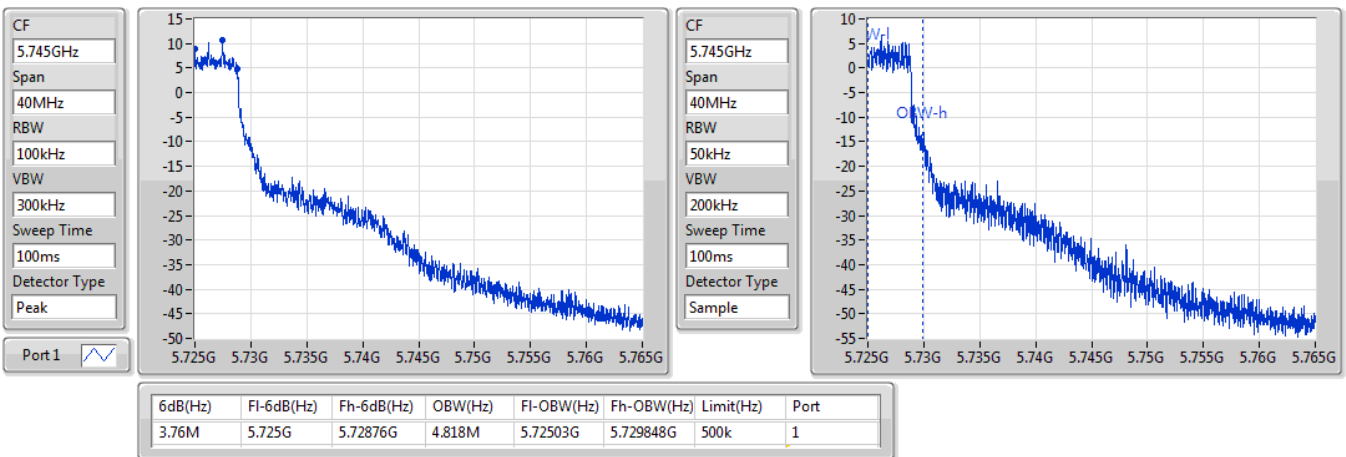 CF
5.745GHz
Span
40MHz
RBW
100kHz
VBW
300kHz
Sweep Time
100ms
Detector Type
Peak
Port 1
15
10
5
0
-5
-10
-15
-20
-25
-30
-35
-40
-45
-50
5.725G 5.73G 5.735G 5.74G 5.745G 5.75G 5.755G 5.76G 5.765G
CF
5.745GHz
Span
40MHz
RBW
50kHz
VBW
200kHz
Sweep Time
100ms
Detector Type
Sample
10
5
0
-5
-10
-15
-20
-25
-30
-35
-40
-45
-50
-55
OBW-h
5.725G 5.73G 5.735G 5.74G 5.745G 5.75G 5.755G 5.76G 5.765G
6dB(Hz) Fl-6dB(Hz) Fh-6dB(Hz) OBW(Hz) Fl-OBW(Hz) Fh-OBW(Hz) Limit(Hz) Port
3.76M 5.725G 5.72876G 4.818M 5.72503G 5.729848G 500k 1